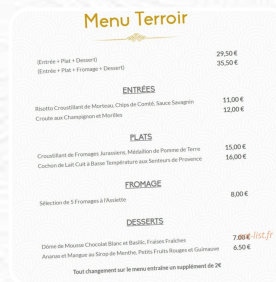 Menu Terroir
(Entrée + Plat + Dessert) 29,50 €
(Entrée + Plat + Fromage + Dessert) 35,50 €
ENTRÉES
Risotto Croustillant de Morteau, Chips de Comté, Sauce Savagnin 11,00 €
Croute aux Champignon et Morilles 12,00 €
PLATS
Croustillant de Fromages Jurassiens, Médaillon de Pomme de Terre 15,00 €
Cochon de Lait Cuit à Basse Température aux Senteurs de Provence 16,00 €
FROMAGE
Sélection de 5 Fromages à l'Assiette 8,00 €
DESSERTS
Dôme de Mousse Chocolat Blanc et Basilic, Fraises Fraîches 7,00 €
Ananas et Mangue au Sirop de Menthe, Petits Fruits Rouges et Guimauve 6,50 €
Tout changement sur le menu entraîne un supplément de 2€
-list.fr